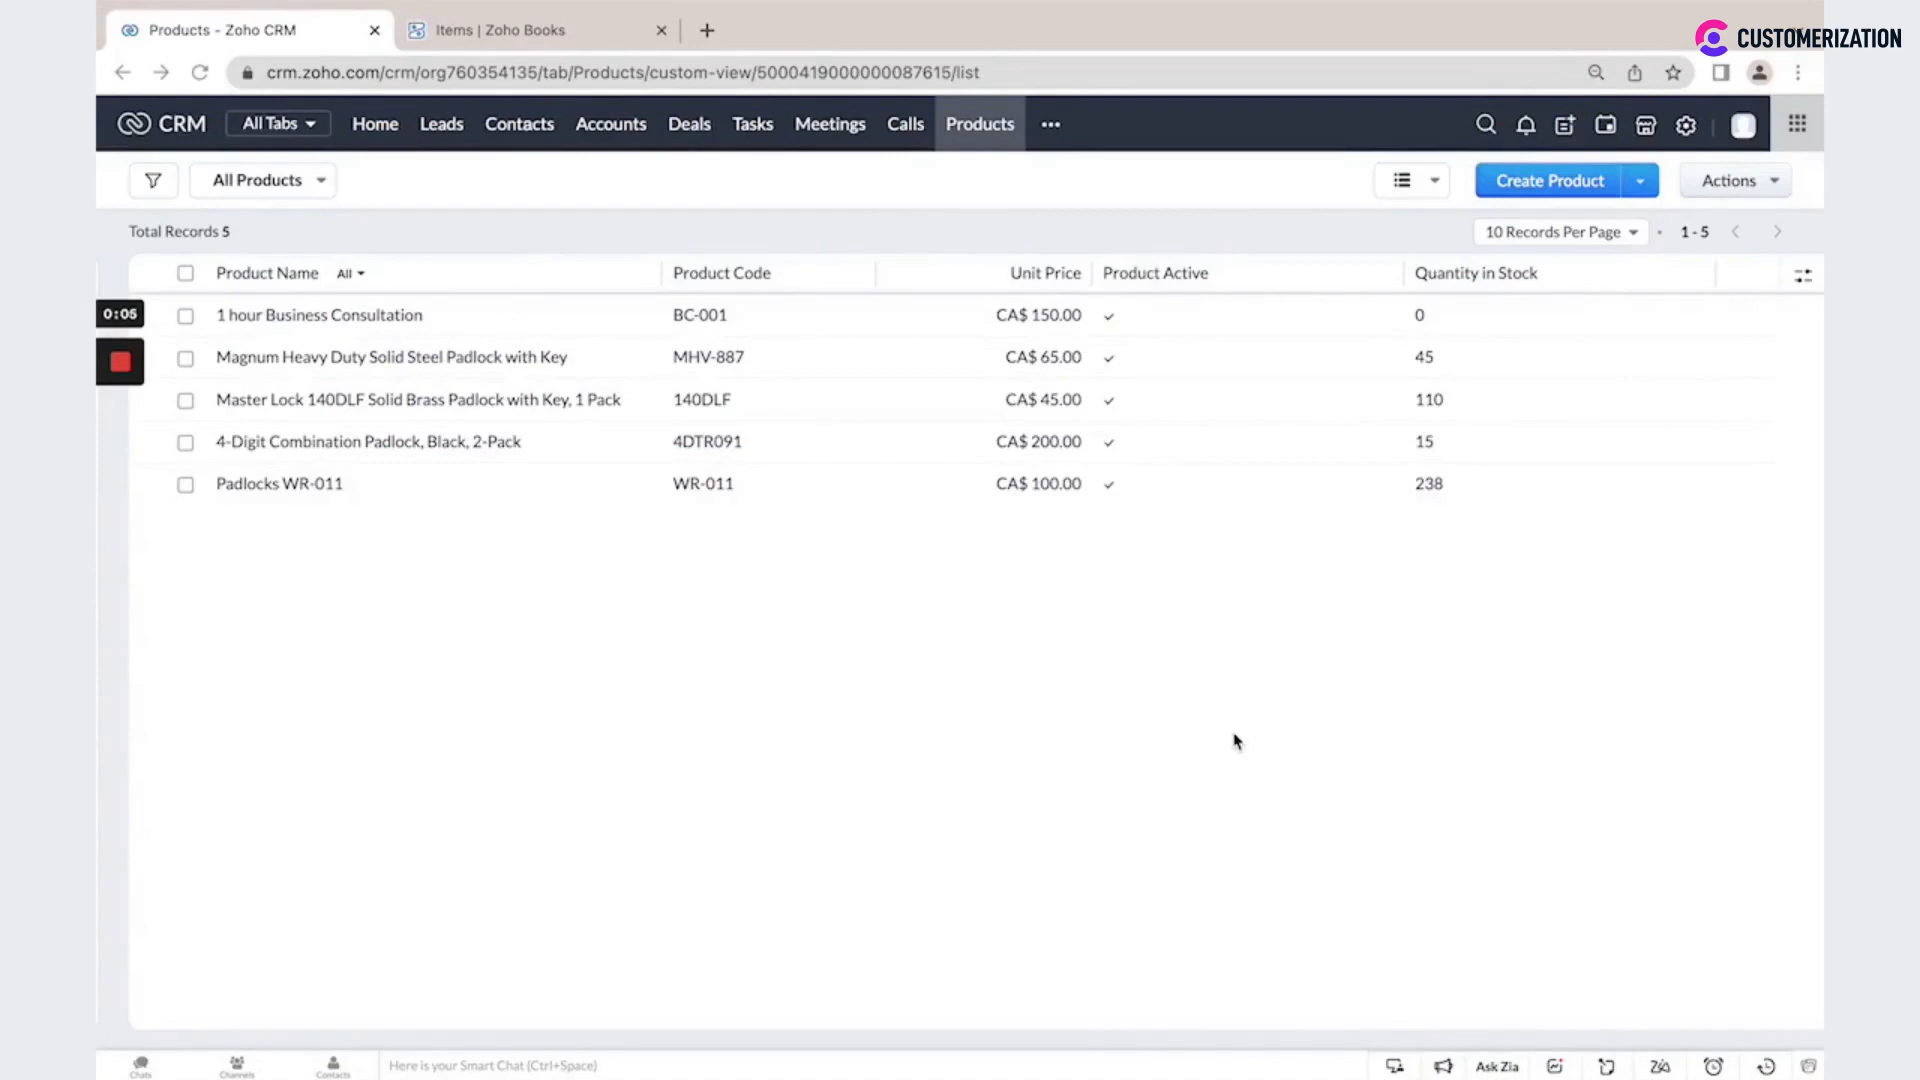 Products - Zoho CRM
Items | Zoho Books
CUSTOMERIZATION
crm.zoho.com/crm/org760354135/tab/Products/custom-view/5000419000000087615/list
CRM All Tabs Home Leads Contacts Accounts Deals Tasks Meetings Calls Products ...
All Products
Create Product
Actions
Total Records 5
10 Records Per Page
1 - 5
Product Name All Product Code Unit Price Product Active Quantity in Stock
0:05
1 hour Business Consultation BC-001 CA$ 150.00 0
Magnum Heavy Duty Solid Steel Padlock with Key MHV-887 CA$ 65.00 45
Master Lock 140DLF Solid Brass Padlock with Key, 1 Pack 140DLF CA$ 45.00 110
4-Digit Combination Padlock, Black, 2-Pack 4DTR091 CA$ 200.00 15
Padlocks WR-011 WR-011 CA$ 100.00 238
Chats Channels Contacts
Here is your Smart Chat (Ctrl+Space)
Ask Zia